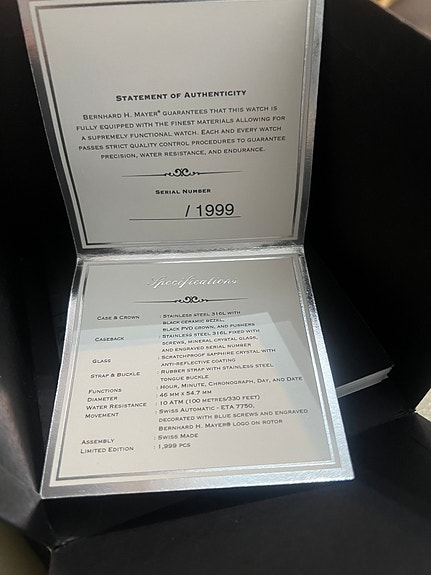 STATEMENT OF AUTHENTICITY
BERNHARD H. MAYER® GUARANTEES THAT THIS WATCH IS
FULLY EQUIPPED WITH THE FINEST MATERIALS ALLOWING FOR
A SUPREMELY FUNCTIONAL WATCH. EACH AND EVERY WATCH
PASSES STRICT QUALITY CONTROL PROCEDURES TO GUARANTEE
PRECISION, WATER RESISTANCE, AND ENDURANCE.
SERIAL NUMBER
/ 1999
Specifications
CASE & CROWN : STAINLESS STEEL 316L WITH
BLACK CERAMIC BEZEL,
BLACK PVD CROWN, AND PUSHERS
CASEBACK : STAINLESS STEEL 316L FIXED WITH
SCREWS, MINERAL CRYSTAL GLASS,
AND ENGRAVED SERIAL NUMBER
GLASS : SCRATCHPROOF SAPPHIRE CRYSTAL WITH
ANTI-REFLECTIVE COATING
STRAP & BUCKLE : RUBBER STRAP WITH STAINLESS STEEL
TONGUE BUCKLE
FUNCTIONS : HOUR, MINUTE, CHRONOGRAPH, DAY, AND DATE
DIAMETER : 46 MM X 54.7 MM
WATER RESISTANCE : 10 ATM (100 METRES/330 FEET)
MOVEMENT : SWISS AUTOMATIC - ETA 7750,
DECORATED WITH BLUE SCREWS AND ENGRAVED
BERNHARD H. MAYER® LOGO ON ROTOR
ASSEMBLY : SWISS MADE
LIMITED EDITION : 1,999 PCS